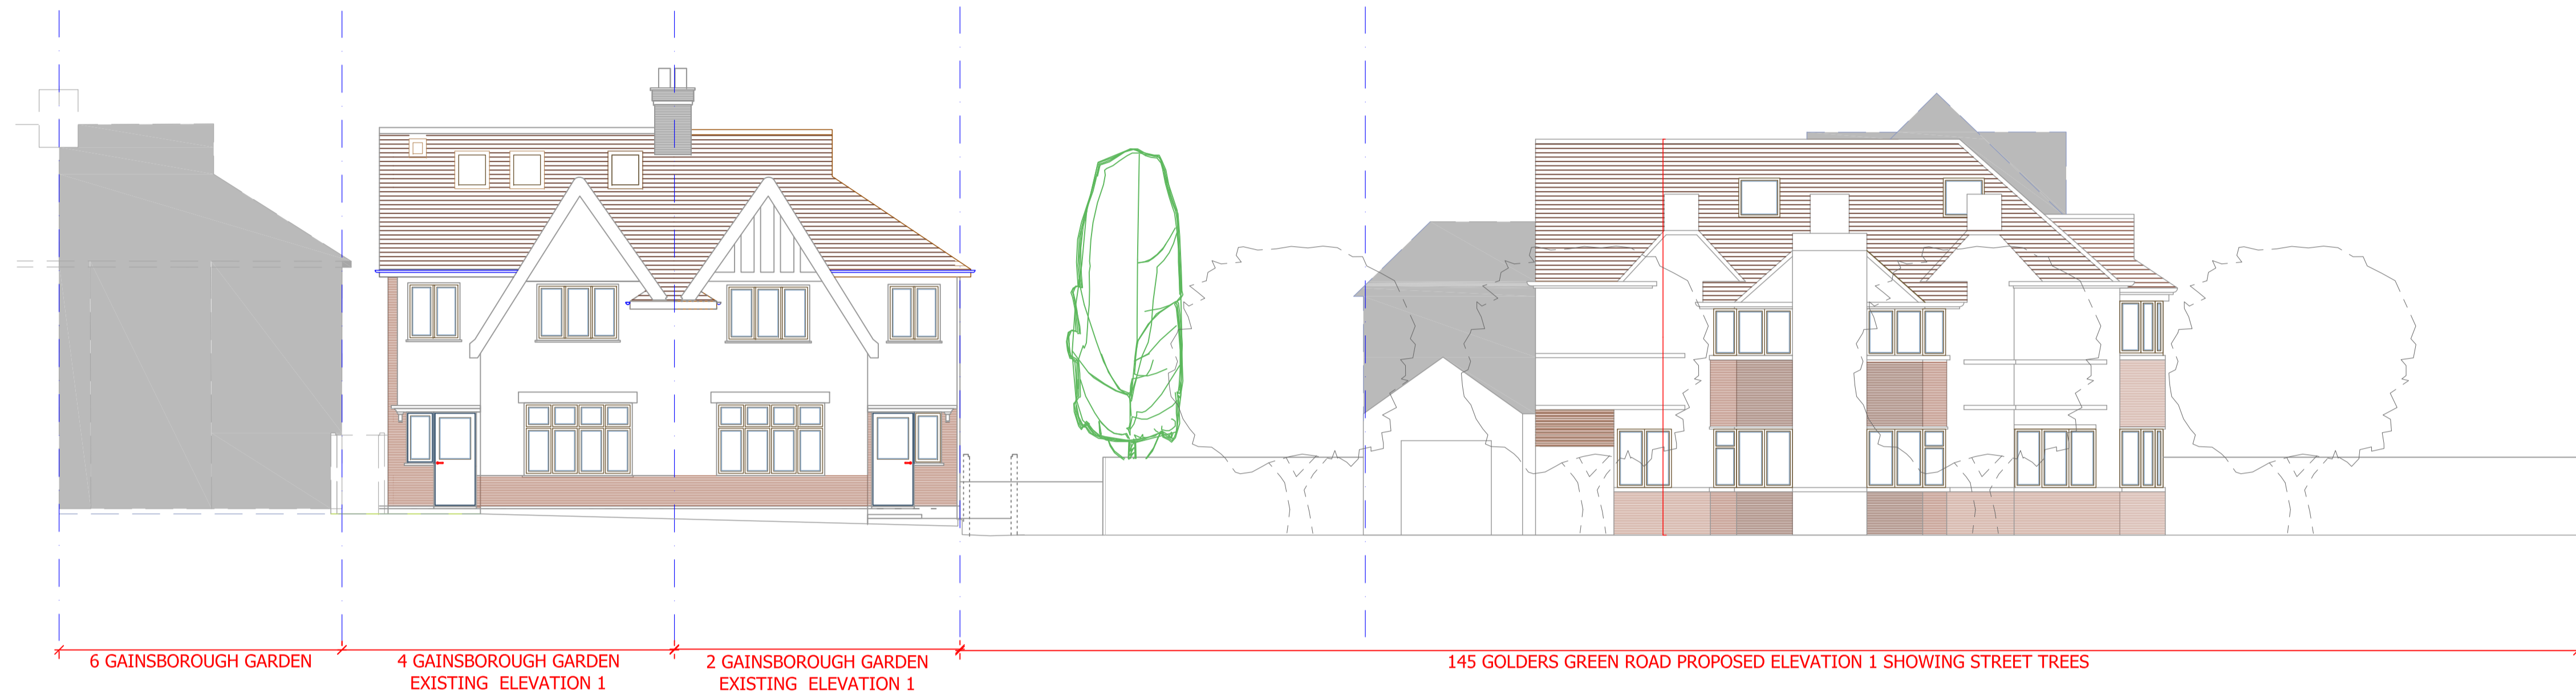 6 GAINSBOROUGH GARDEN
4 GAINSBOROUGH GARDEN
EXISTING ELEVATION 1
2 GAINSBOROUGH GARDEN
EXISTING ELEVATION 1
145 GOLDERS GREEN ROAD PROPOSED ELEVATION 1 SHOWING STREET TREES